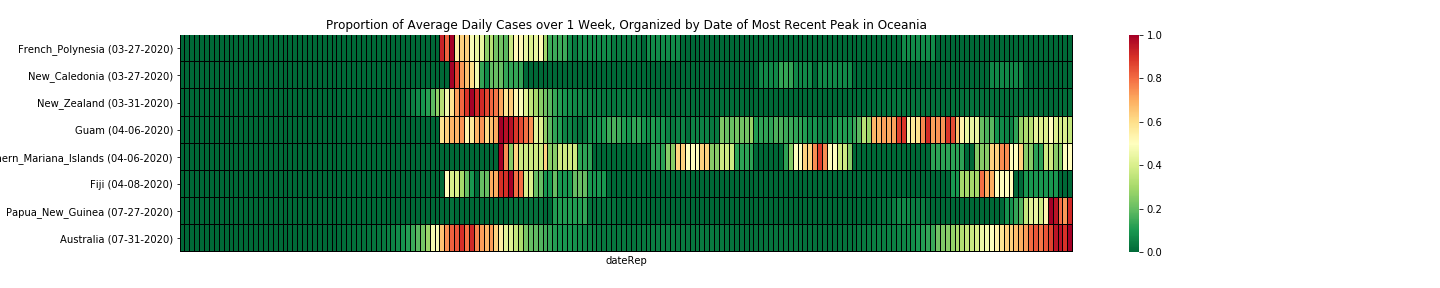 Proportion of Average Daily Cases over 1 Week, Organized by Date of Most Recent Peak in Oceania
French_Polynesia (03-27-2020)
New_Caledonia (03-27-2020)
New_Zealand (03-31-2020)
Guam (04-06-2020)
hern_Mariana_Islands (04-06-2020)
Fiji (04-08-2020)
Papua_New_Guinea (07-27-2020)
Australia (07-31-2020)
dateRep
1.0
0.8
0.6
0.4
0.2
0.0